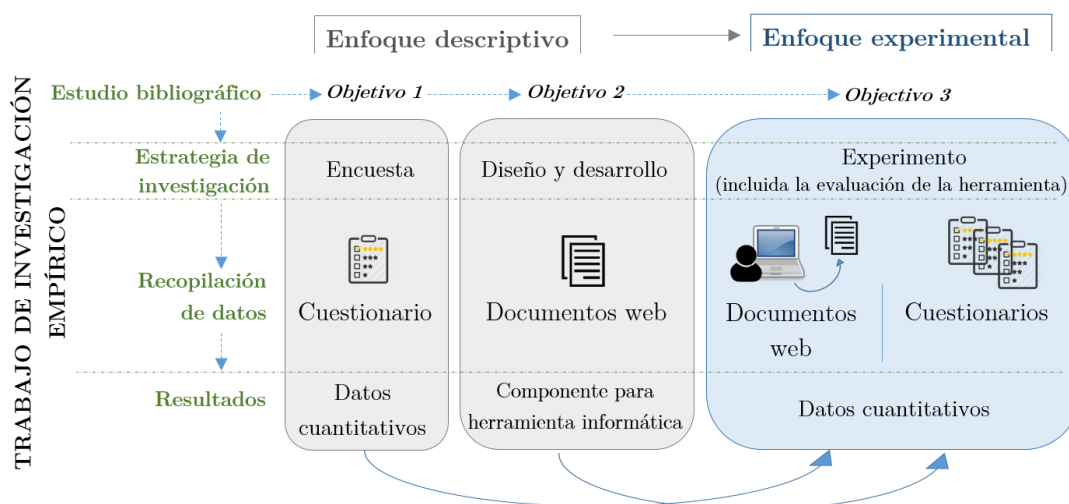 Enfoque descriptivo
Enfoque experimental
TRABAJO DE INVESTIGACIÓN
EMPÍRICO
Estudio bibliográfico
Objetivo 1
Objetivo 2
Objectivo 3
Estrategia de
investigación
Encuesta
Diseño y desarrollo
Experimento
(incluida la evaluación de la herramienta)
Recopilación
de datos
Cuestionario
Documentos web
Documentos
web
Cuestionarios
Resultados
Datos
cuantitativos
Componente para
herramienta informática
Datos cuantitativos